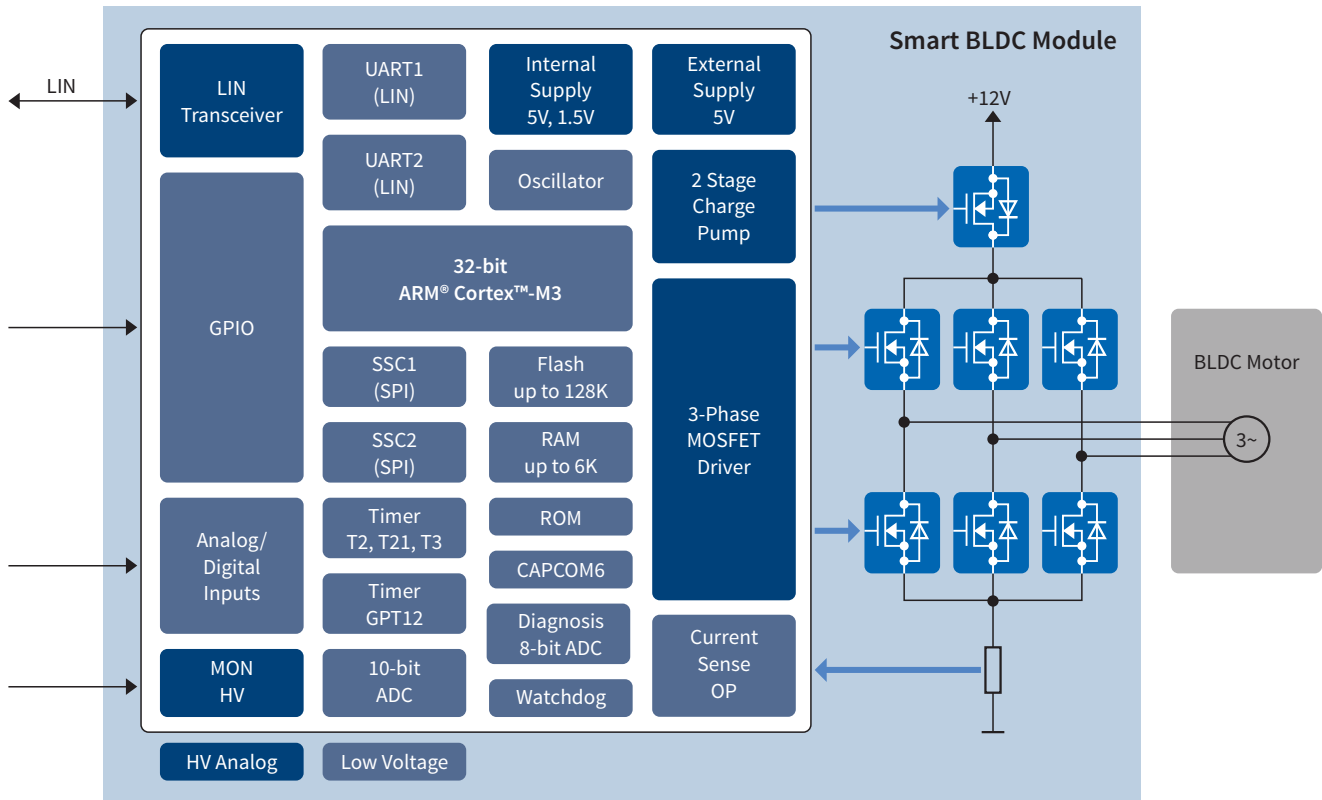 Smart BLDC Module
LIN
LIN
Transceiver
GPIO
Analog/
Digital
Inputs
MON
HV
UART1
(LIN)
UART2
(LIN)
Internal
Supply
5V, 1.5V
Oscillator
32-bit
ARM® Cortex™-M3
SSC1
(SPI)
SSC2
(SPI)
Timer
T2, T21, T3
Timer
GPT12
10-bit
ADC
Flash
up to 128K
RAM
up to 6K
ROM
CAPCOM6
Diagnosis
8-bit ADC
Watchdog
External
Supply
5V
2 Stage
Charge
Pump
3-Phase
MOSFET
Driver
Current
Sense
OP
+12V
BLDC Motor
3~
HV Analog
Low Voltage